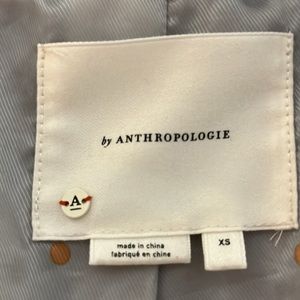 by ANTHROPOLOGIE
A
made in china
fabriqué en chine
XS